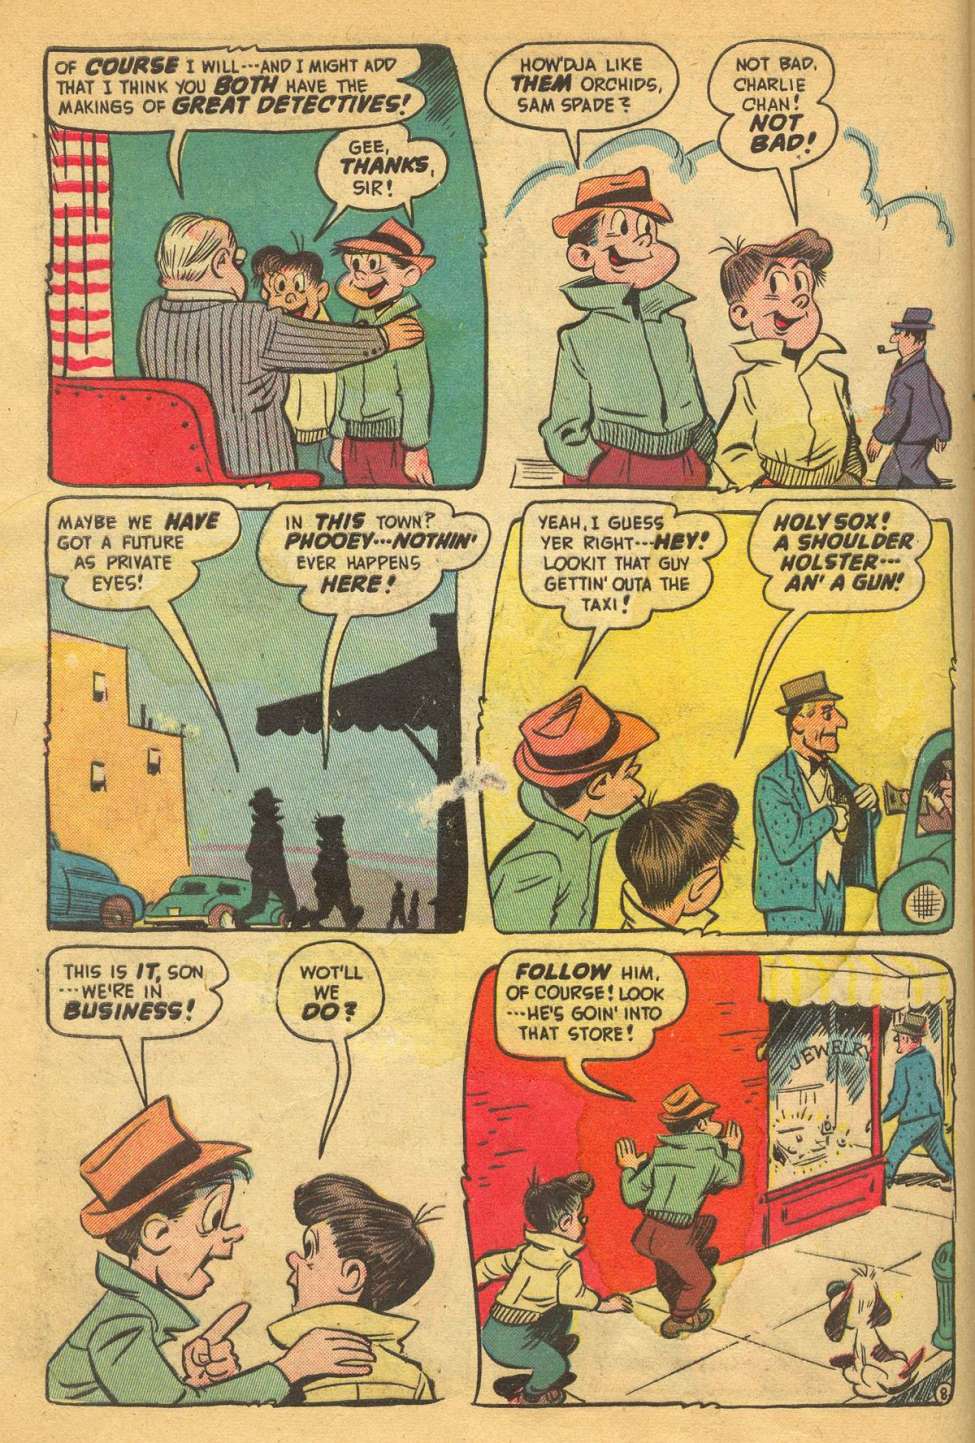 OF COURSE I WILL---AND I MIGHT ADD
THAT I THINK YOU BOTH HAVE THE
MAKINGS OF GREAT DETECTIVES!
GEE,
THANKS,
SIR!
HOW'DJA LIKE
THEM ORCHIDS,
SAM SPADE?
NOT BAD,
CHARLIE
CHAN!
NOT
BAD!
MAYBE WE HAVE
GOT A FUTURE
AS PRIVATE
EYES!
IN THIS TOWN?
PHOOEY---NOTHIN'
EVER HAPPENS
HERE!
YEAH, I GUESS
YER RIGHT---HEY!
LOOKIT THAT GUY
GETTIN' OUTA THE
TAXI!
HOLY SOX!
A SHOULDER
HOLSTER---
AN' A GUN!
THIS IS IT, SON
---WE'RE IN
BUSINESS!
WOT'LL
WE
DO?
FOLLOW HIM,
OF COURSE! LOOK
---HE'S GOIN' INTO
THAT STORE!
JEWELRY
8